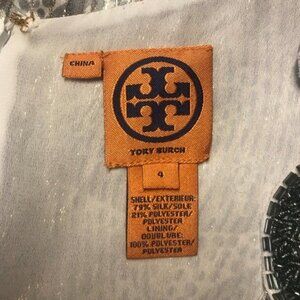 CHINA
TORY BURCH
4
SHELL/EXTERIEUR:
79% SILK/SOIE
21% POLYESTER/
POLYESTER
LINING/
DOUBLURE:
100% POLYESTER/
POLYESTER